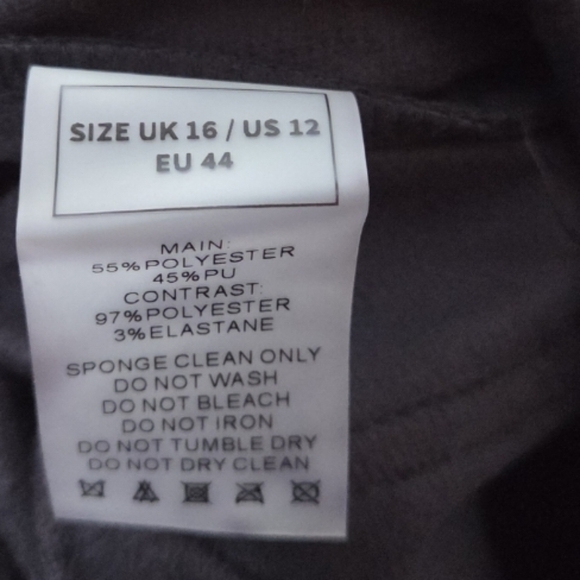 SIZE UK 16 / US 12
EU 44
MAIN:
55%POLYESTER
45%PU
CONTRAST:
97%POLYESTER
3%ELASTANE
SPONGE CLEAN ONLY
DO NOT WASH
DO NOT BLEACH
DO NOT IRON
DO NOT TUMBLE DRY
DO NOT DRY CLEAN